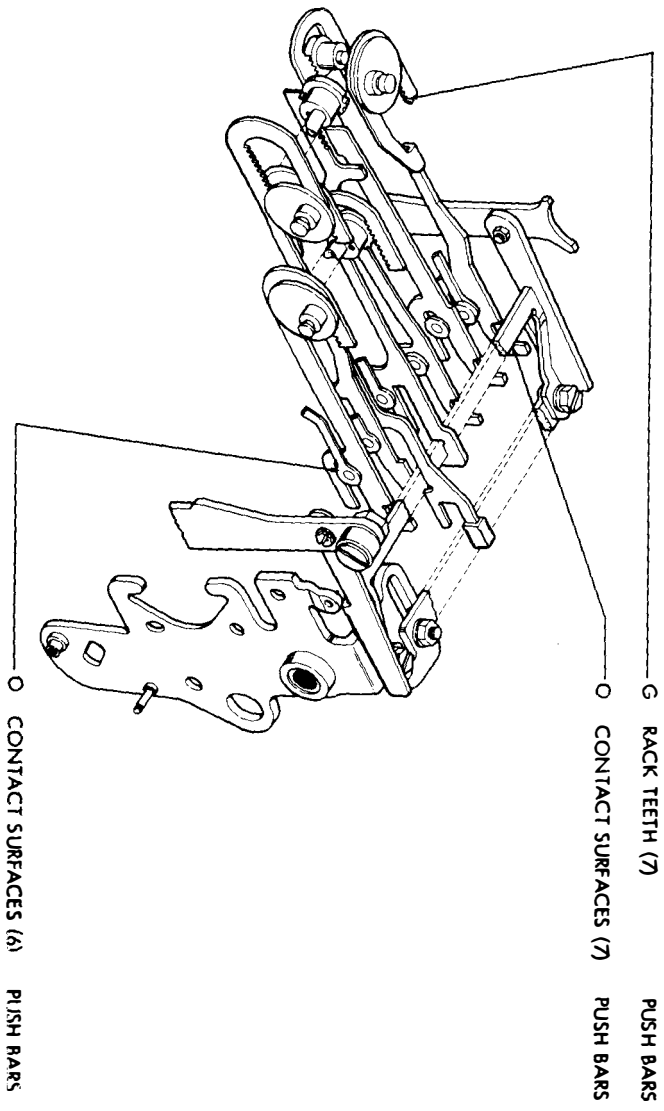 G RACK TEETH (7) PUSH BARS
O CONTACT SURFACES (7) PUSH BARS
O CONTACT SURFACES (6) PUSH BARS